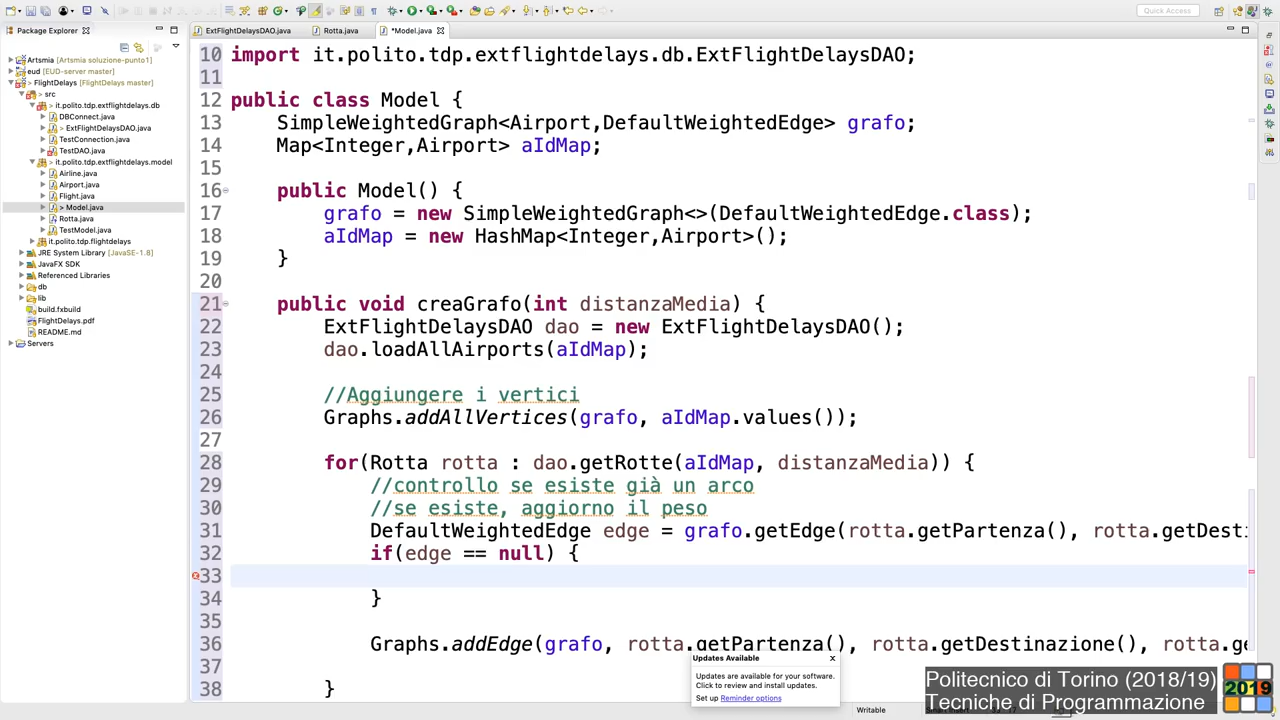 Quick Access
Package Explorer
ExtFlightDelaysDAO.java
Rotta.java
*Model.java
Artsmia [Artsmia soluzione-punto1]
eud [EUD-server master]
FlightDelays [FlightDelays master]
src
it.polito.tdp.extflightdelays.db
DBConnect.java
> ExtFlightDelaysDAO.java
TestConnection.java
TestDAO.java
it.polito.tdp.extflightdelays.model
Airline.java
Airport.java
Flight.java
> Model.java
Rotta.java
TestModel.java
it.polito.tdp.flightdelays
JRE System Library [JavaSE-1.8]
JavaFX SDK
Referenced Libraries
db
lib
build.fxbuild
FlightDelays.pdf
README.md
Servers
10 import it.polito.tdp.extflightdelays.db.ExtFlightDelaysDAO;
11
12 public class Model {
13 SimpleWeightedGraph<Airport,DefaultWeightedEdge> grafo;
14 Map<Integer,Airport> aIdMap;
15
16 public Model() {
17 grafo = new SimpleWeightedGraph<>(DefaultWeightedEdge.class);
18 aIdMap = new HashMap<Integer,Airport>();
19 }
20
21 public void creaGrafo(int distanzaMedia) {
22 ExtFlightDelaysDAO dao = new ExtFlightDelaysDAO();
23 dao.loadAllAirports(aIdMap);
24
25 //Aggiungere i vertici
26 Graphs.addAllVertices(grafo, aIdMap.values());
27
28 for(Rotta rotta : dao.getRotte(aIdMap, distanzaMedia)) {
29 //controllo se esiste già un arco
30 //se esiste, aggiorno il peso
31 DefaultWeightedEdge edge = grafo.getEdge(rotta.getPartenza(), rotta.getDesti
32 if(edge == null) {
33
34 }
35
36 Graphs.addEdge(grafo, rotta.getPartenza(), rotta.getDestinazione(), rotta.ge
37
38 }
Updates Available
Updates are available for your software.
Click to review and install updates.
Set up Reminder options
Writable
Politecnico di Torino (2018/19)
Tecniche di Programmazione
2019